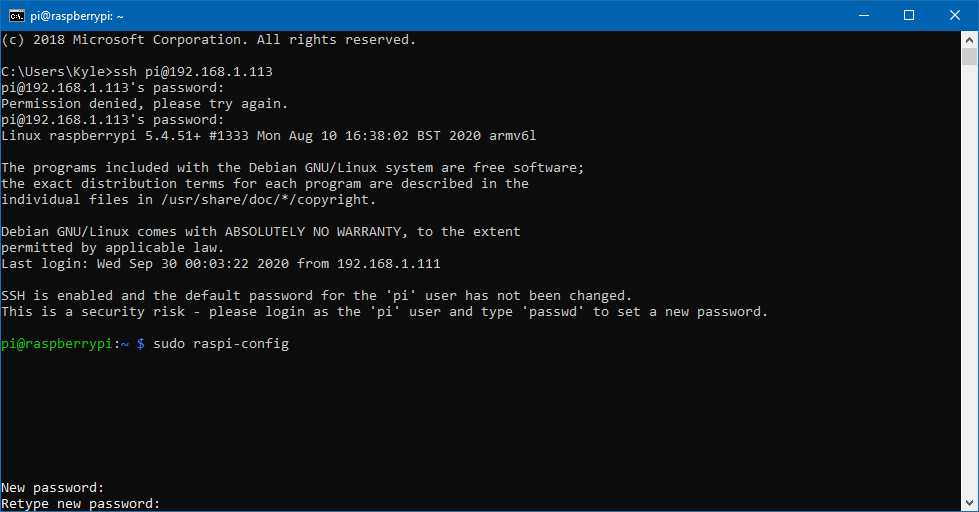 pi@raspberrypi: ~
(c) 2018 Microsoft Corporation. All rights reserved.
C:\Users\Kyle>ssh pi@192.168.1.113
pi@192.168.1.113's password:
Permission denied, please try again.
pi@192.168.1.113's password:
Linux raspberrypi 5.4.51+ #1333 Mon Aug 10 16:38:02 BST 2020 armv6l
The programs included with the Debian GNU/Linux system are free software;
the exact distribution terms for each program are described in the
individual files in /usr/share/doc/*/copyright.
Debian GNU/Linux comes with ABSOLUTELY NO WARRANTY, to the extent
permitted by applicable law.
Last login: Wed Sep 30 00:03:22 2020 from 192.168.1.111
SSH is enabled and the default password for the 'pi' user has not been changed.
This is a security risk - please login as the 'pi' user and type 'passwd' to set a new password.
pi@raspberrypi:~ $ sudo raspi-config
New password:
Retype new password: